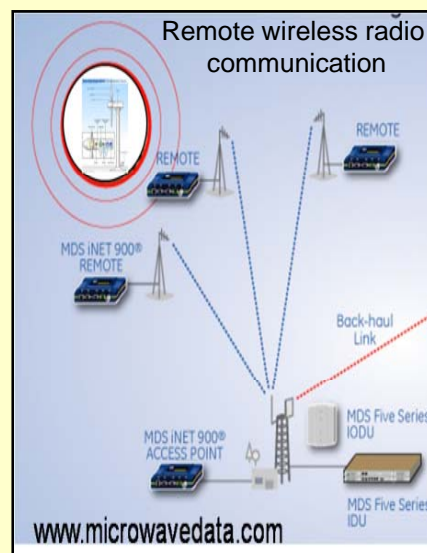 Remote wireless radio
communication
REMOTE
REMOTE
MDS iNET 900®
REMOTE
Back-haul
Link
MDS Five Series
IODU
MDS iNET 900®
ACCESS POINT
MDS Five Series
IDU
www.microwavedata.com